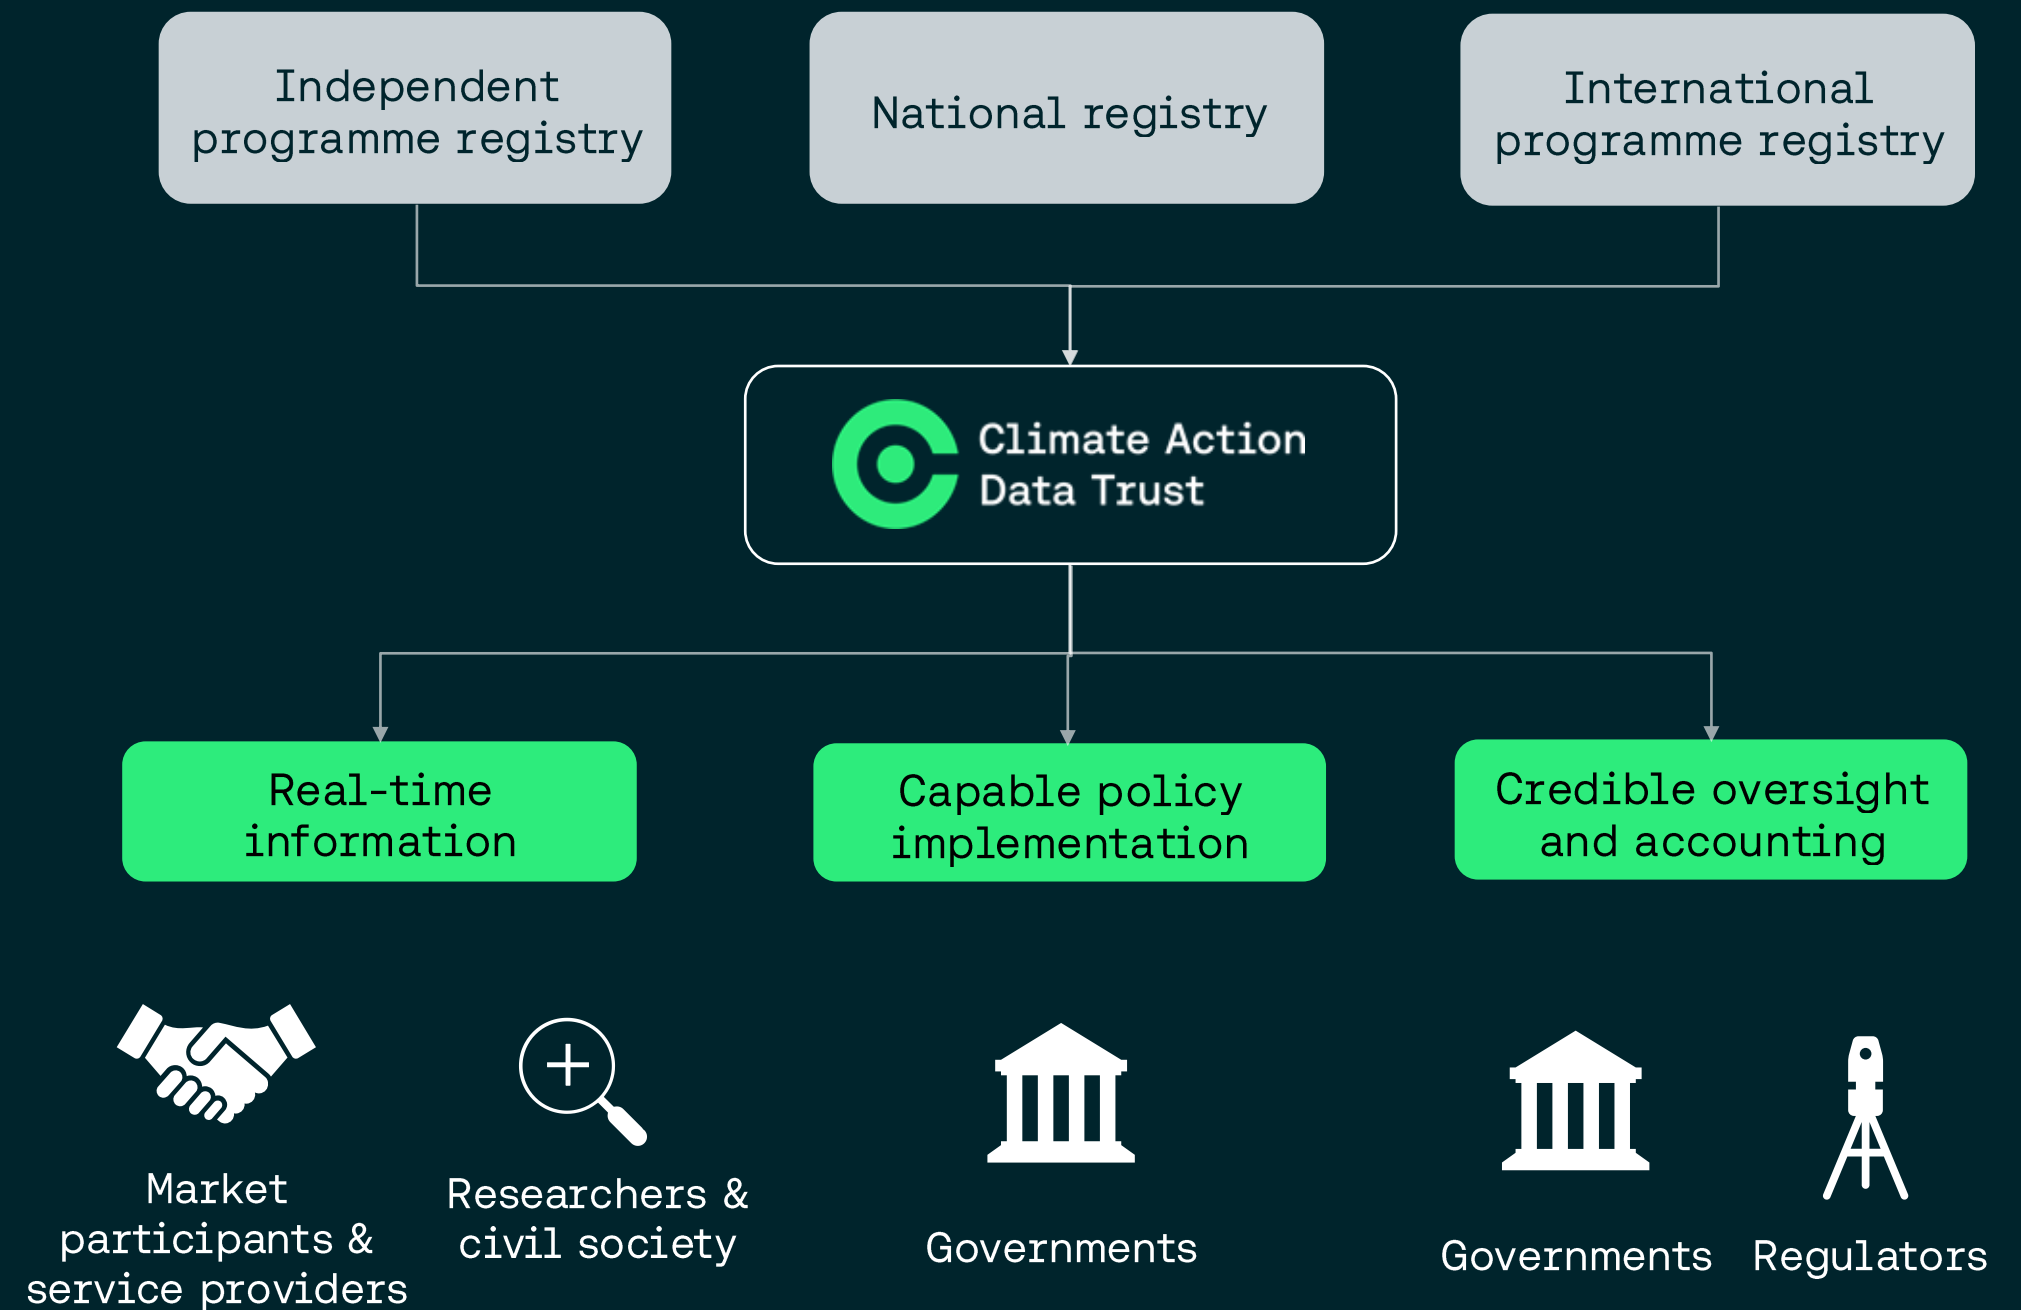 Independent
programme registry
National registry
International
programme registry
Climate Action
Data Trust
Real-time
information
Capable policy
implementation
Credible oversight
and accounting
Market
participants &
service providers
Researchers &
civil society
Governments
Governments
Regulators